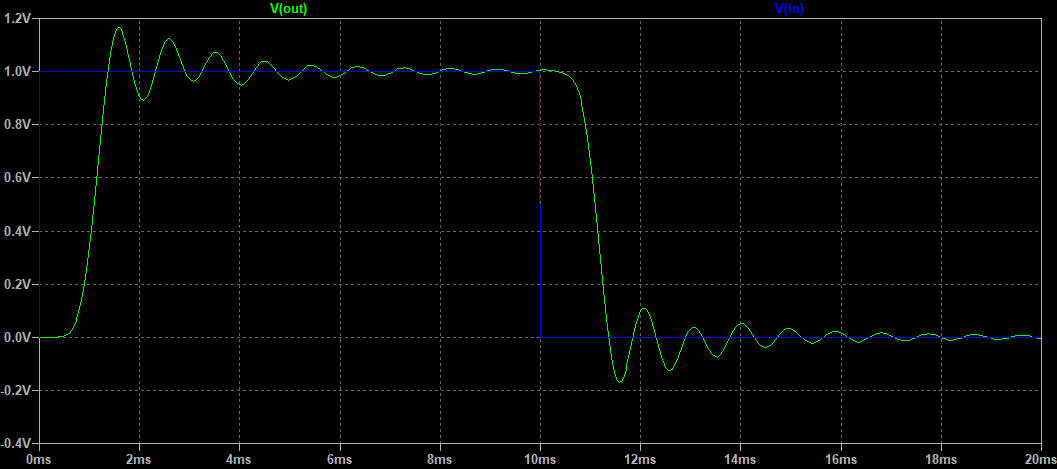 V(out) V(in)
1.2V
1.0V
0.8V
0.6V
0.4V
0.2V
0.0V
-0.2V
-0.4V
0ms 2ms 4ms 6ms 8ms 10ms 12ms 14ms 16ms 18ms 20ms